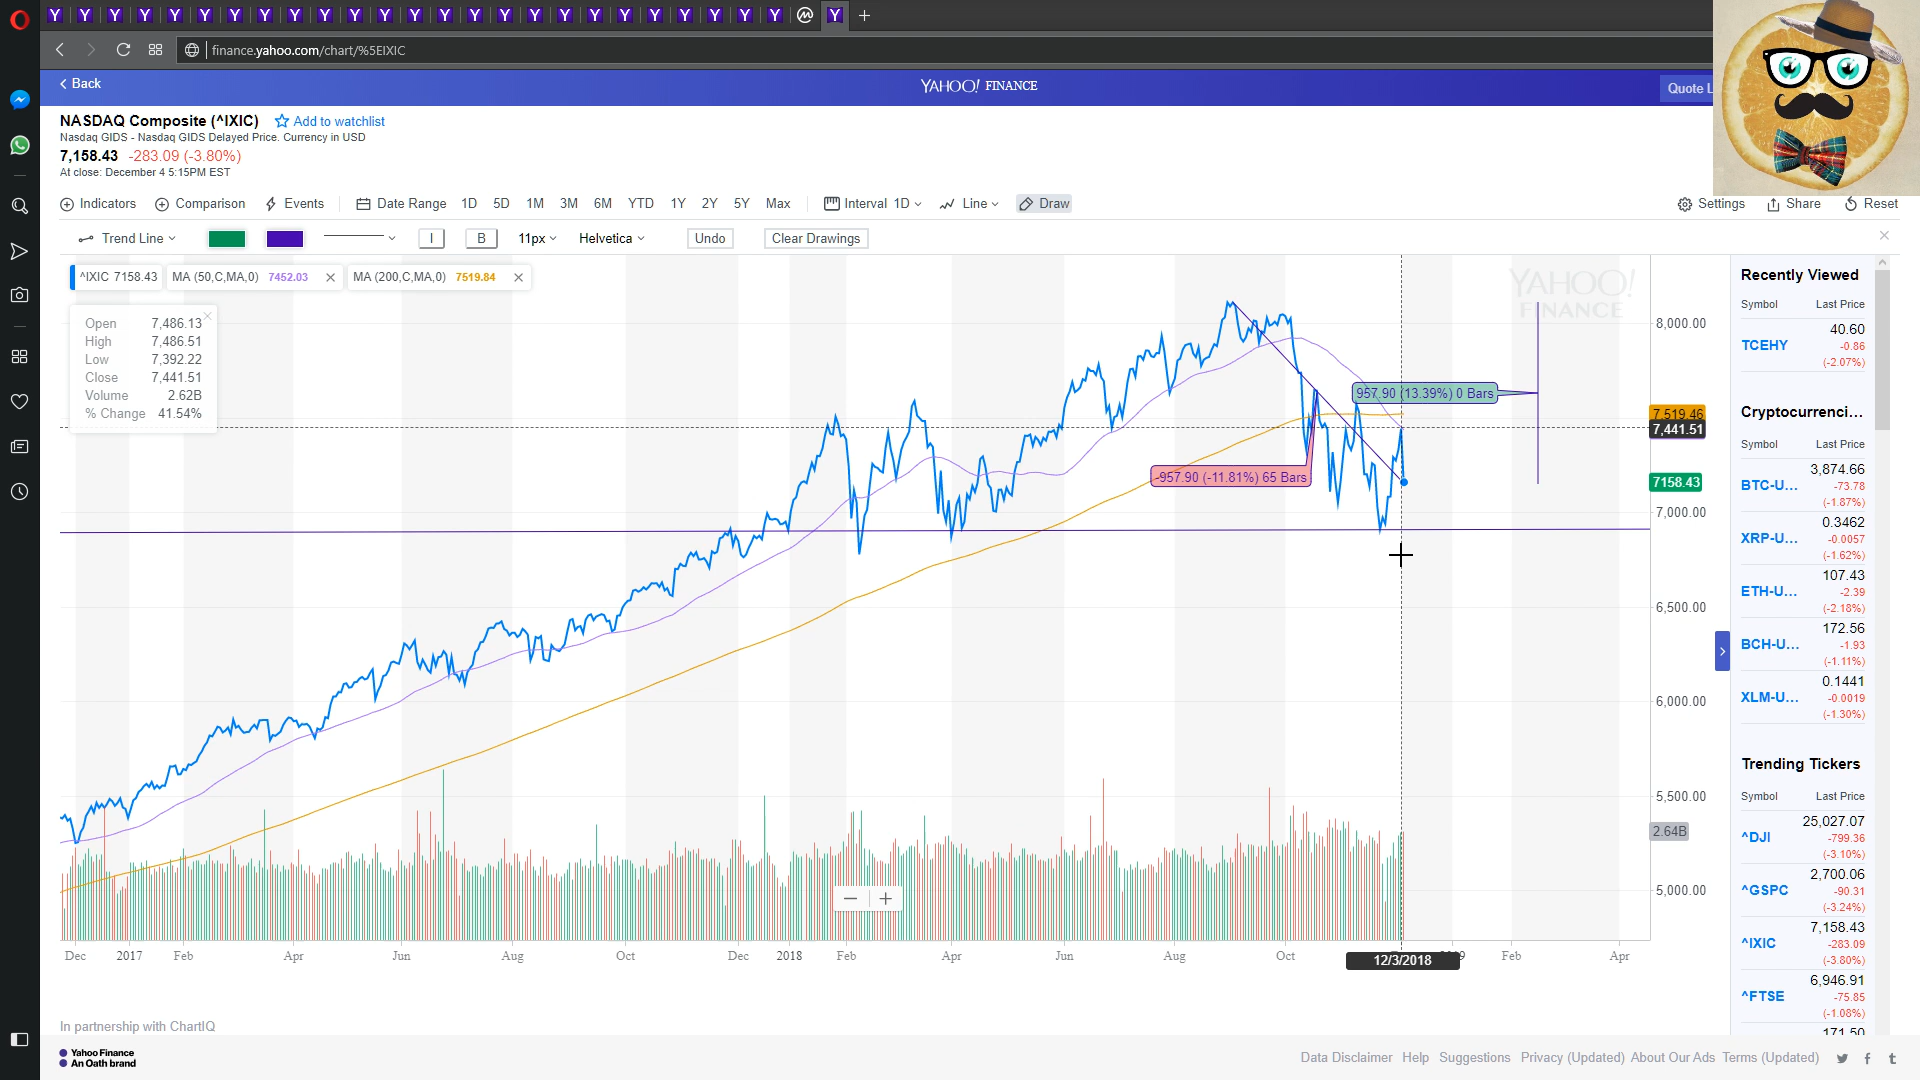 finance.yahoo.com/chart/%5EIXIC
Back
YAHOO! FINANCE
Quote L
NASDAQ Composite (^IXIC)
Add to watchlist
Nasdaq GIDS - Nasdaq GIDS Delayed Price. Currency in USD
7,158.43 -283.09 (-3.80%)
At close: December 4 5:15PM EST
Indicators Comparison Events Date Range 1D 5D 1M 3M 6M YTD 1Y 2Y 5Y Max Interval 1D Line Draw Settings Share Reset
Trend Line I B 11px Helvetica Undo Clear Drawings
^IXIC 7158.43 MA (50,C,MA,0) 7452.03 MA (200,C,MA,0) 7519.84
Open 7,486.13
High 7,486.51
Low 7,392.22
Close 7,441.51
Volume 2.62B
% Change 41.54%
YAHOO!
FINANCE
957.90 (13.39%) 0 Bars
-957.90 (-11.81%) 65 Bars
8,000.00
7,519.46
7,441.51
7158.43
7,000.00
6,500.00
6,000.00
5,500.00
2.64B
5,000.00
Dec 2017 Feb Apr Jun Aug Oct Dec 2018 Feb Apr Jun Aug Oct 12/3/2018 Feb Apr
In partnership with ChartIQ
Recently Viewed
Symbol Last Price
TCEHY 40.60
-0.86
(-2.07%)
Cryptocurrenci...
Symbol Last Price
BTC-U... 3,874.66
-73.78
(-1.87%)
XRP-U... 0.3462
-0.0057
(-1.62%)
ETH-U... 107.43
-2.39
(-2.18%)
BCH-U... 172.56
-1.93
(-1.11%)
XLM-U... 0.1441
-0.0019
(-1.30%)
Trending Tickers
Symbol Last Price
^DJI 25,027.07
-799.36
(-3.10%)
^GSPC 2,700.06
-90.31
(-3.24%)
^IXIC 7,158.43
-283.09
(-3.80%)
^FTSE 6,946.91
-75.85
(-1.08%)
171.50
Yahoo Finance
An Oath brand
Data Disclaimer Help Suggestions Privacy (Updated) About Our Ads Terms (Updated)